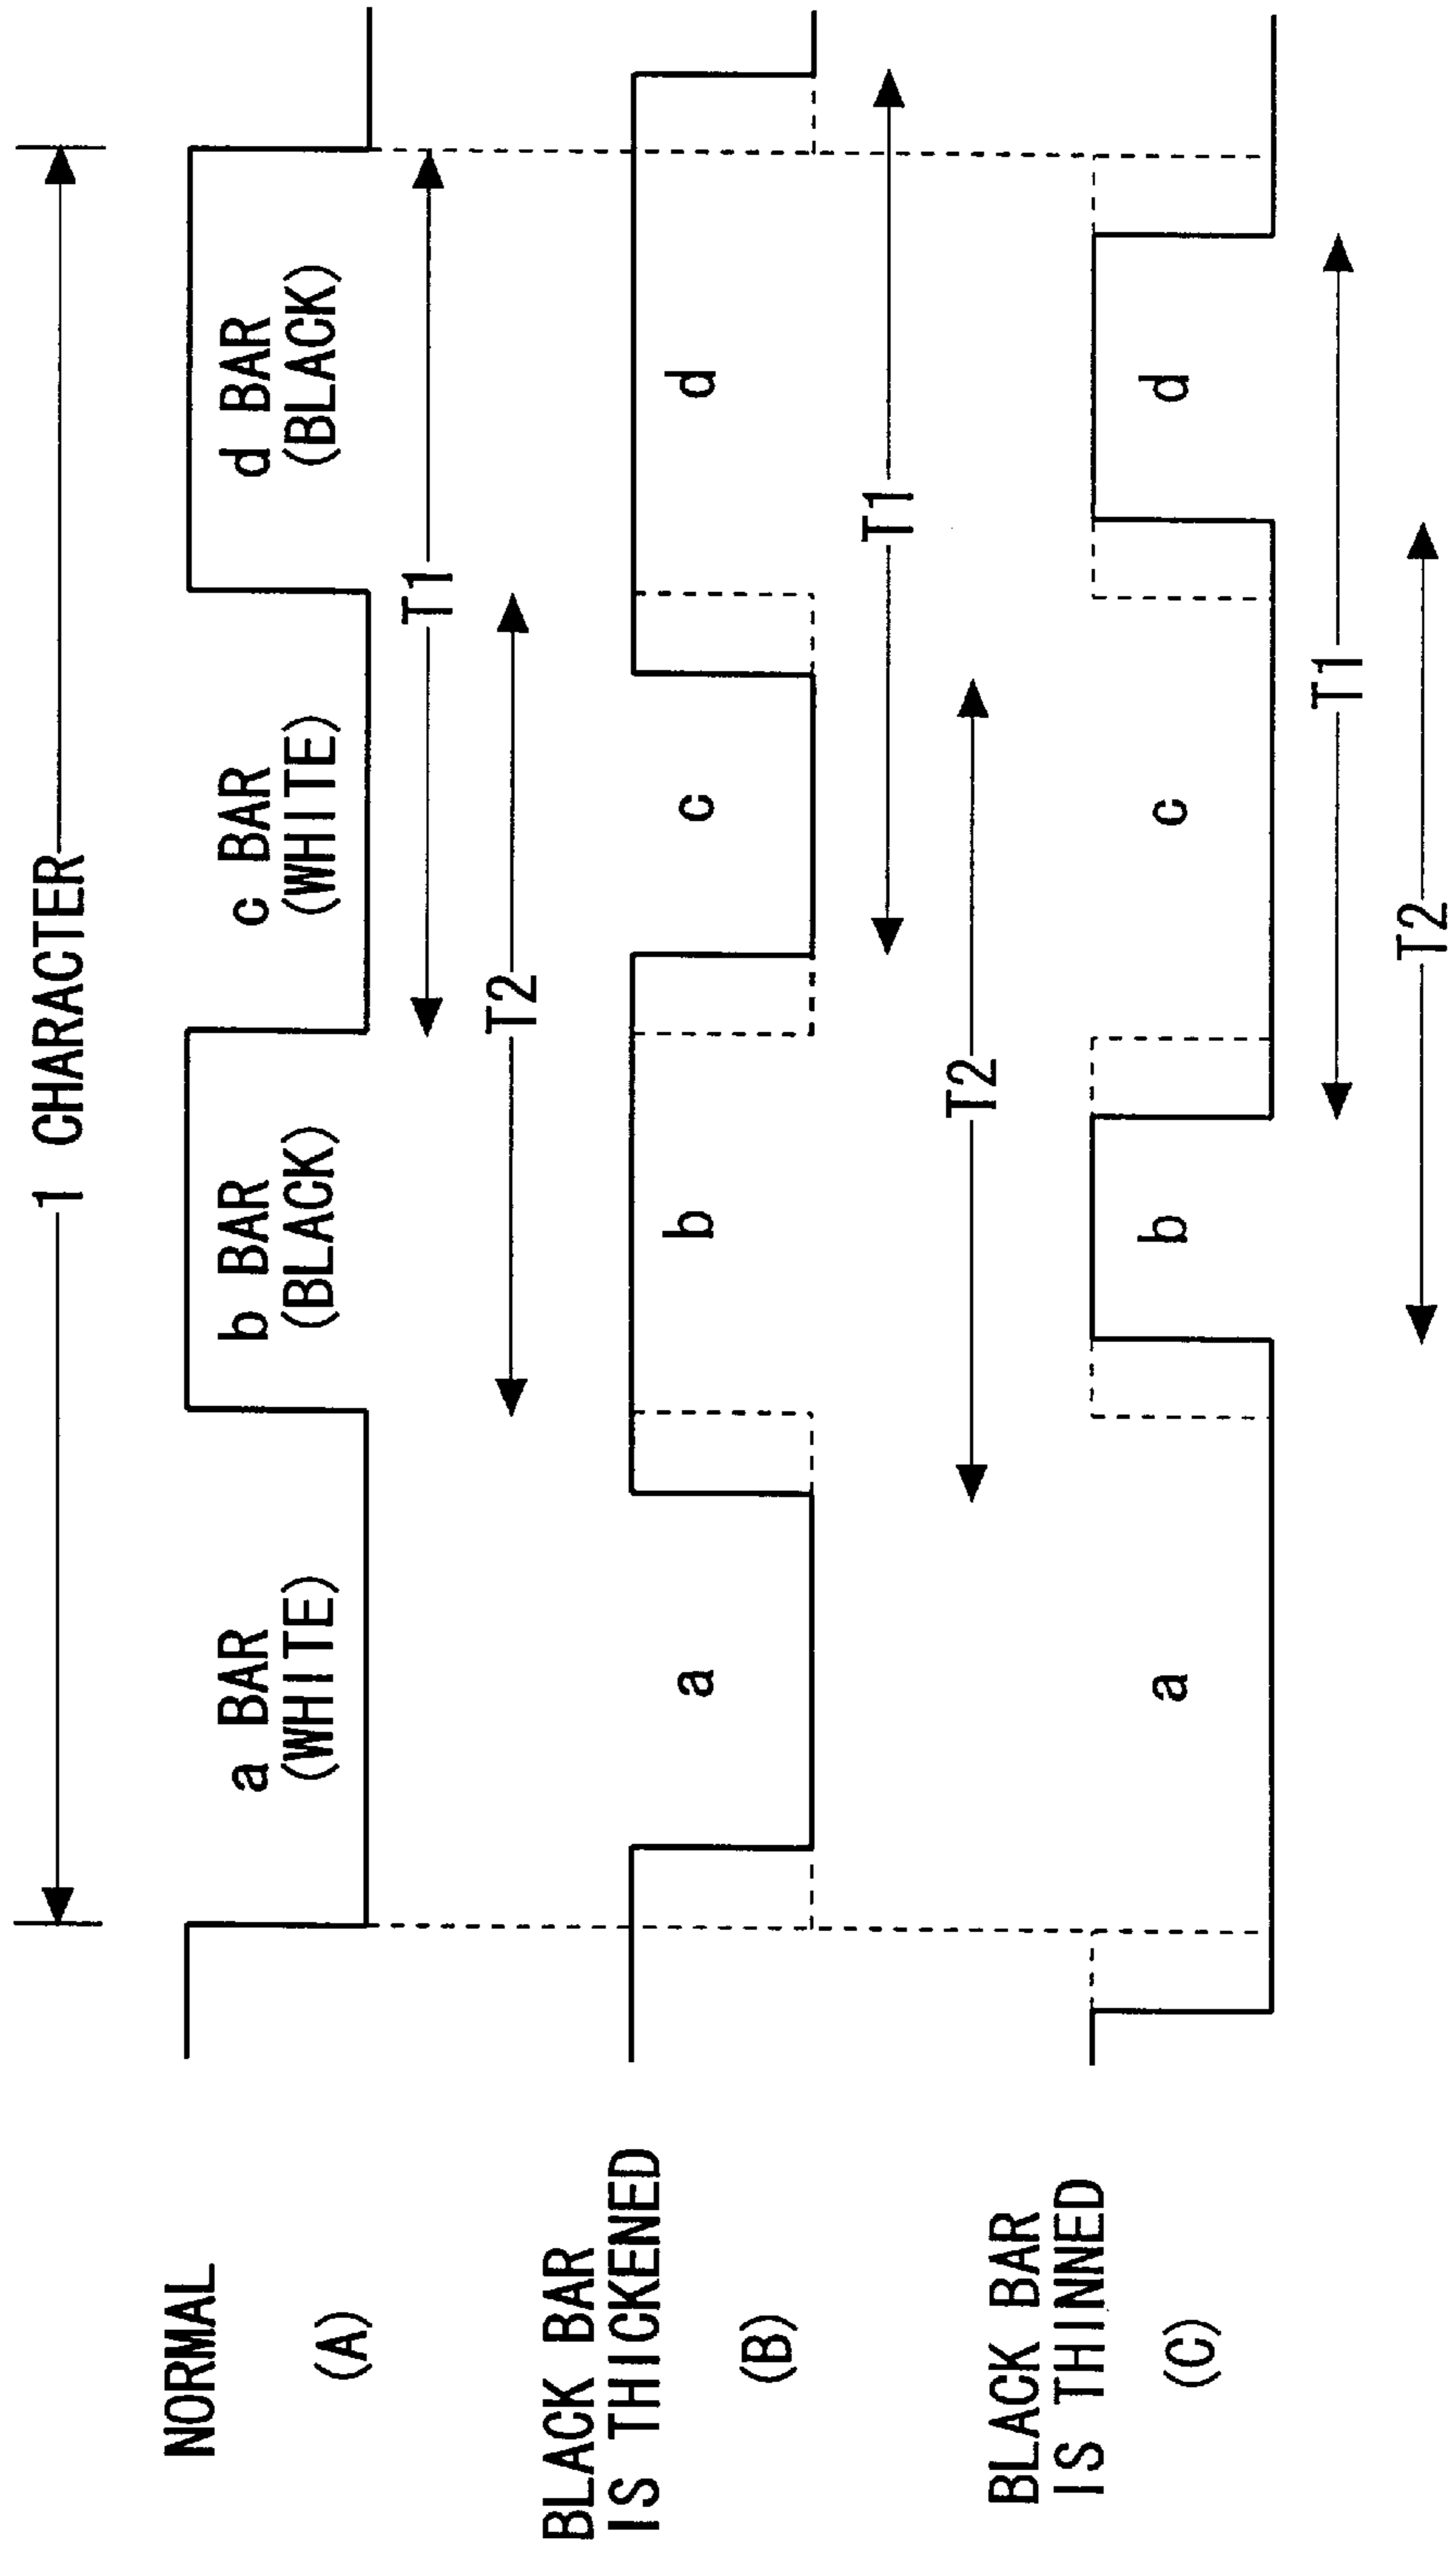 1 CHARACTER
NORMAL
(A)
a BAR
(WHITE)
b BAR
(BLACK)
c BAR
(WHITE)
d BAR
(BLACK)
T1
T2
BLACK BAR
IS THICKENED
(B)
a
b
c
d
T1
T2
BLACK BAR
IS THINNED
(C)
a
b
c
d
T1
T2